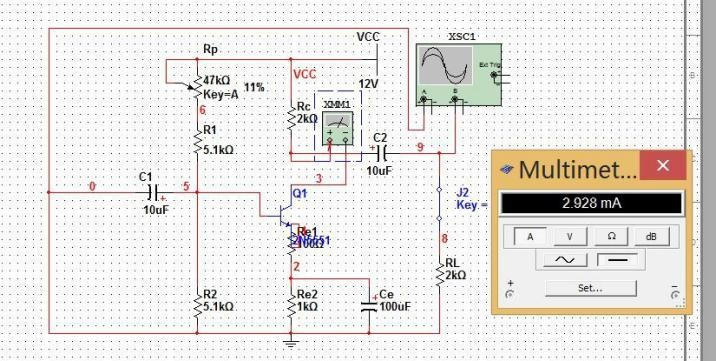 VCC
XSC1
Rp
VCC
Ext Trig
47kΩ
11%
Key=A
12V
6
A
B
XMM1
Rc
2kΩ
R1
5.1kΩ
C2
9
10uF
C1
0
5
10uF
3
Q1
J2
Key =
Re1
2N5551
100Ω
8
2
RL
2kΩ
R2
5.1kΩ
Re2
1kΩ
Ce
100uF
Multimet...
2.928 mA
A
V
Ω
dB
Set...